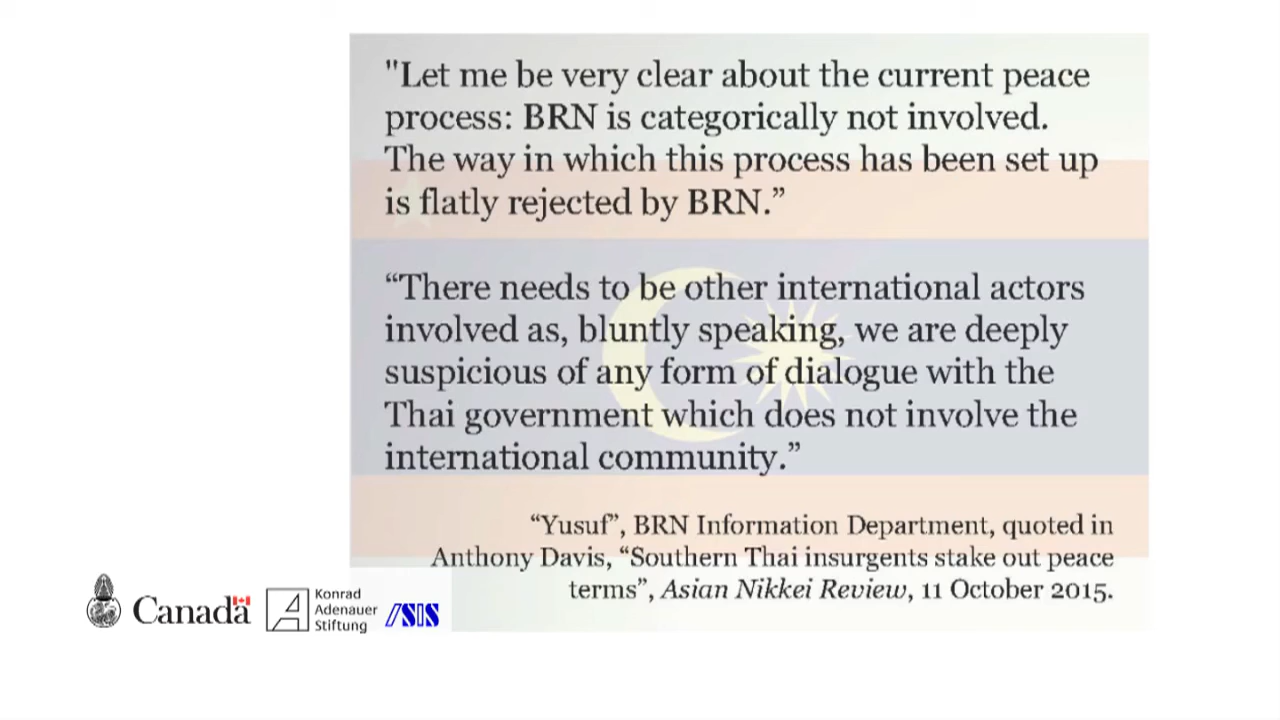 "Let me be very clear about the current peace
process: BRN is categorically not involved.
The way in which this process has been set up
is flatly rejected by BRN.”
“There needs to be other international actors
involved as, bluntly speaking, we are deeply
suspicious of any form of dialogue with the
Thai government which does not involve the
international community.”
“Yusuf”, BRN Information Department, quoted in
Anthony Davis, “Southern Thai insurgents stake out peace
terms”, Asian Nikkei Review, 11 October 2015.
Canada
Konrad
Adenauer
Stiftung
ISIS